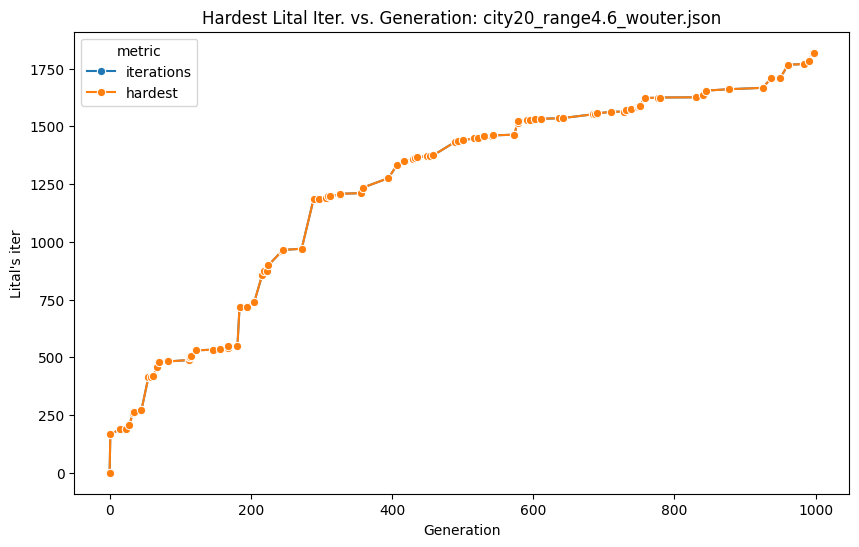 Hardest Lital Iter. vs. Generation: city20_range4.6_wouter.json
metric
iterations
hardest
1750
1500
1250
1000
750
500
250
0
Lital's iter
0 200 400 600 800 1000
Generation